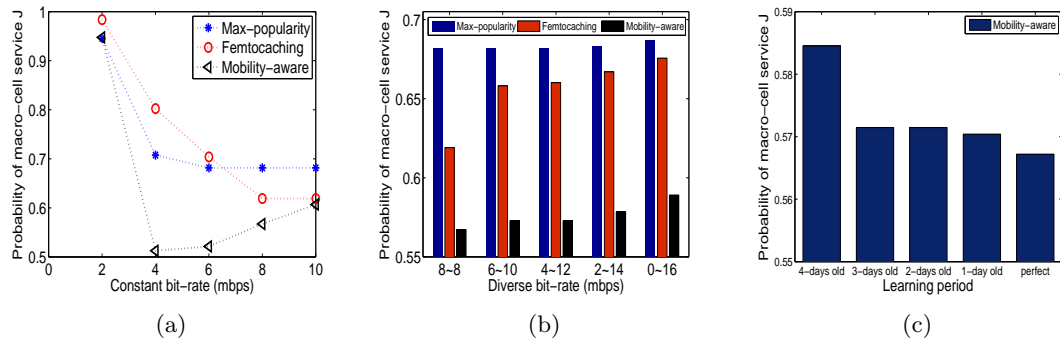 Probability of macro−cell service J
1
0.9
0.8
0.7
0.6
0.5
0
2
4
6
8
10
Constant bit−rate (mbps)
Max−popularity
Femtocaching
Mobility−aware
(a)
Probability of macro−cell service J
0.7
0.65
0.6
0.55
8~8
6~10
4~12
2~14
0~16
Diverse bit−rate (mbps)
Max−popularity
Femtocaching
Mobility−aware
(b)
Probability of macro−cell service J
0.59
0.58
0.57
0.56
0.55
4−days old
3−days old
2−days old
1−day old
perfect
Learning period
Mobility−aware
(c)